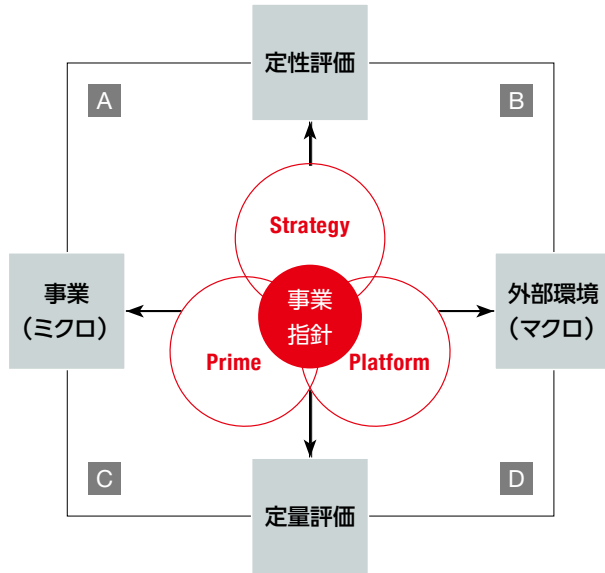 定性評価
A
B
Strategy
事業
(ミクロ)
事業
指針
外部環境
(マクロ)
Prime
Platform
C
D
定量評価